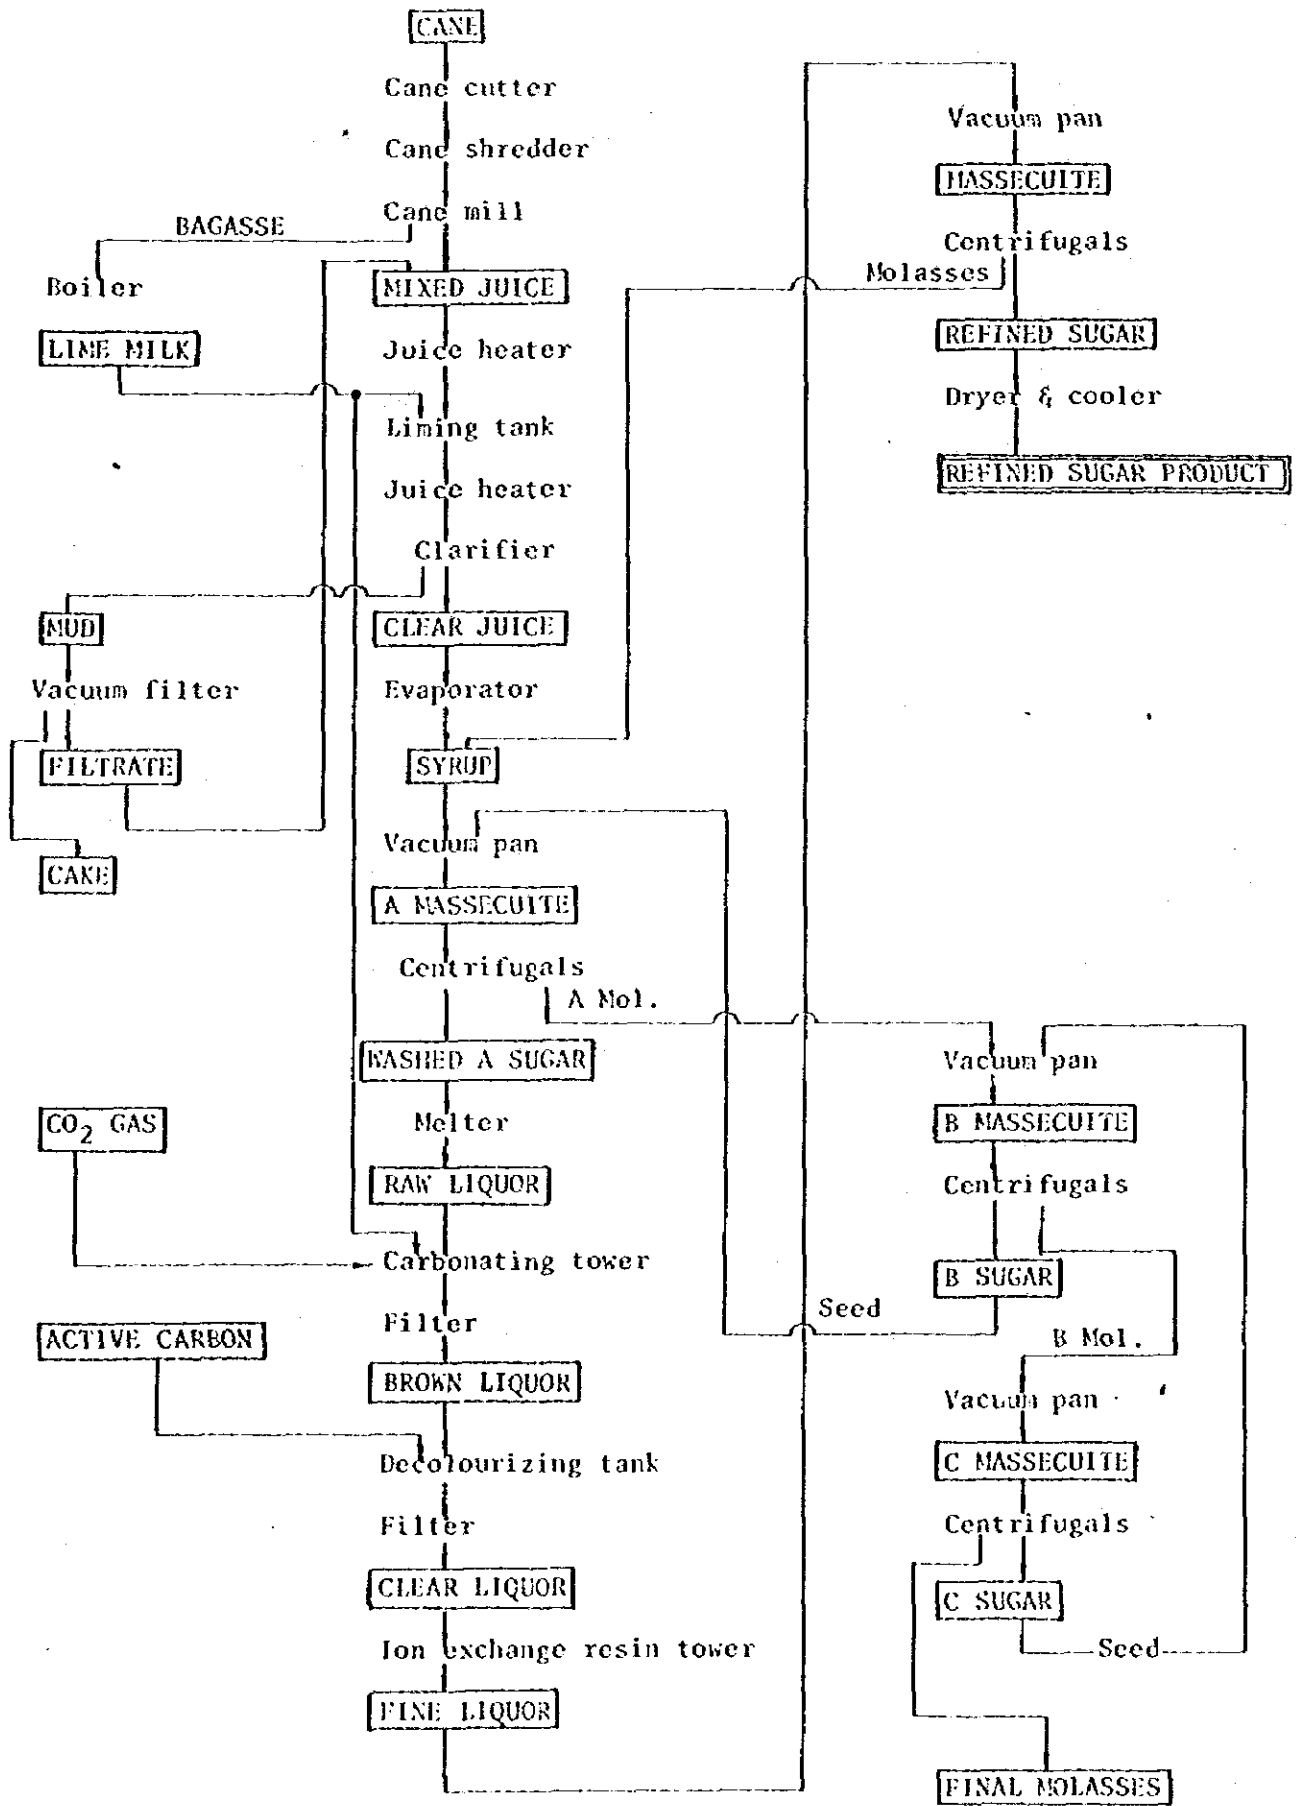 CANE
Cane cutter
Cane shredder
Cane mill
BAGASSE
Boiler
MIXED JUICE
LIME MILK
Juice heater
Liming tank
Juice heater
Clarifier
MUD
CLEAR JUICE
Vacuum filter
Evaporator
FILTRATE
SYRUP
CAKE
Vacuum pan
A MASSECUITE
Centrifugals
A Mol.
WASHED A SUGAR
Melter
CO2 GAS
RAW LIQUOR
Carbonating tower
Filter
ACTIVE CARBON
BROWN LIQUOR
Decolourizing tank
Filter
CLEAR LIQUOR
Ion exchange resin tower
FINE LIQUOR
Vacuum pan
MASSECUITE
Centrifugals
Molasses
REFINED SUGAR
Dryer & cooler
REFINED SUGAR PRODUCT
Vacuum pan
B MASSECUITE
Centrifugals
B SUGAR
Seed
B Mol.
Vacuum pan
C MASSECUITE
Centrifugals
C SUGAR
Seed
FINAL MOLASSES